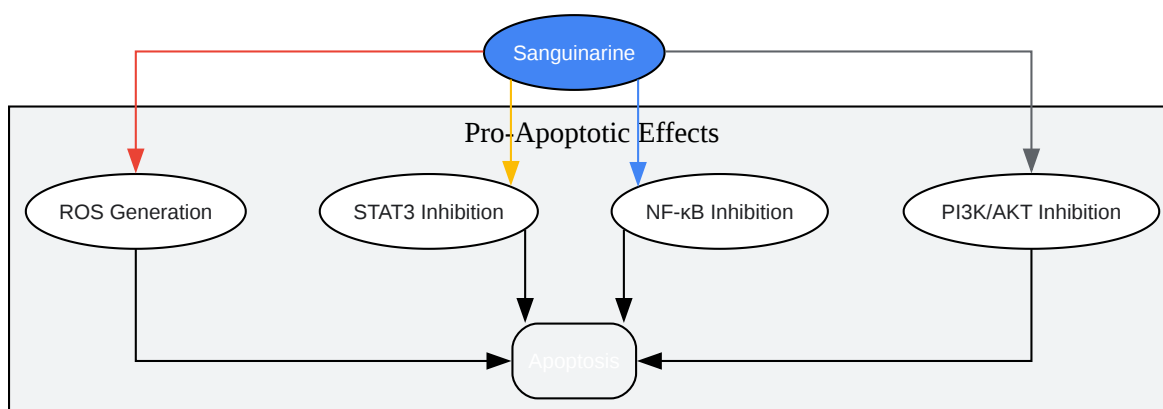 Sanguinarine
Pro-Apoptotic Effects
ROS Generation
STAT3 Inhibition
NF-κB Inhibition
PI3K/AKT Inhibition
Apoptosis